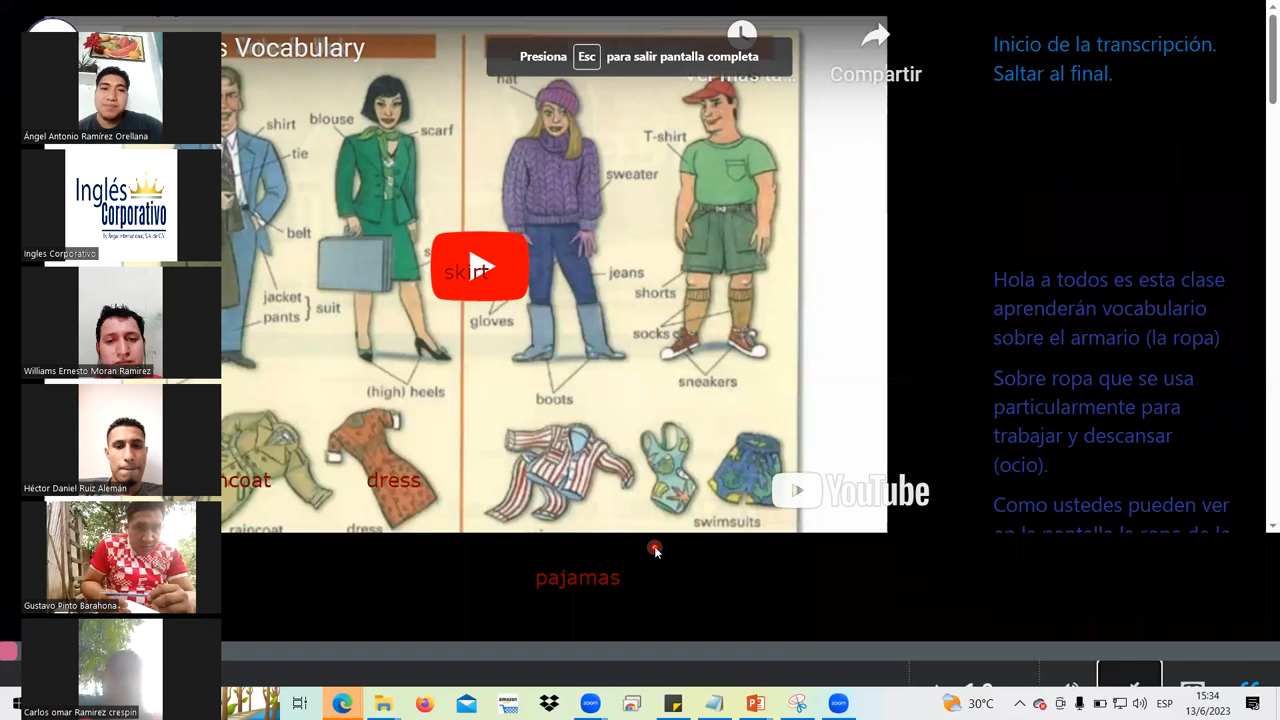 s Vocabulary
Presiona Esc para salir pantalla completa
Compartir
Inicio de la transcripción.
Saltar al final.
Hola a todos es esta clase
aprenderán vocabulario
sobre el armario (la ropa)
Sobre ropa que se usa
particularmente para
trabajar y descansar
(ocio).
Como ustedes pueden ver
shirt
tie
belt
jacket
pants
suit
blouse
scarf
skirt
(high) heels
hat
sweater
gloves
jeans
boots
T-shirt
shorts
socks
sneakers
ncoat
dress
raincoat
dress
swimsuits
pajamas
YouTube
Ángel Antonio Ramírez Orellana
Inglés
Corporativo
Ingles Corporativo
Williams Ernesto Moran Ramirez
Héctor Daniel Ruiz Alemán
Gustavo Pinto Barahona
Carlos omar Ramirez crespin
amazon
zoom
zoom
30°C
ESP
15:34
13/6/2023